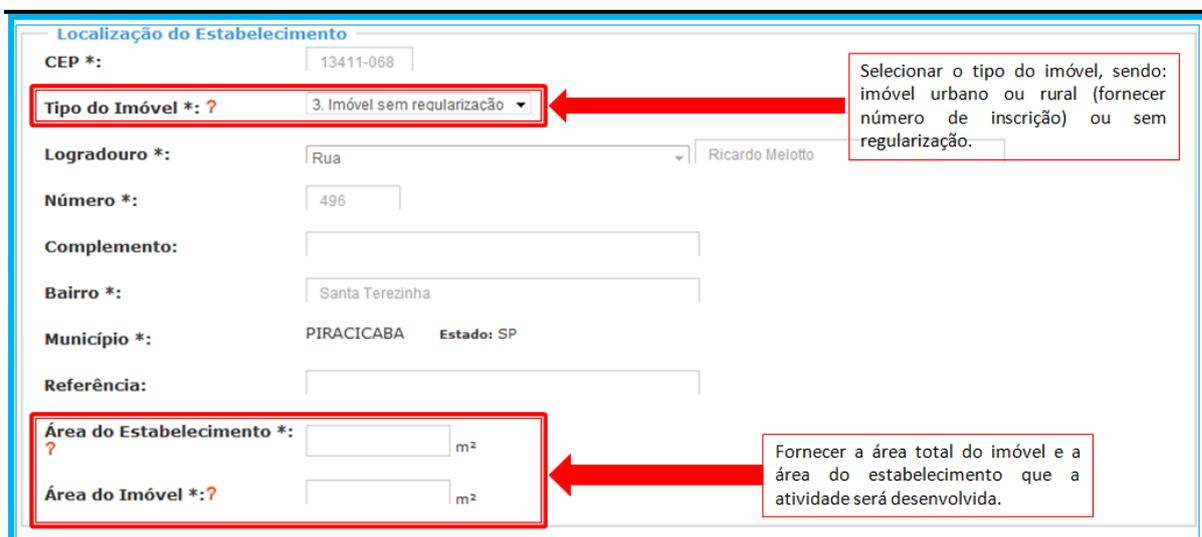 Localização do Estabelecimento
CEP *: 13411-068
Selecionar o tipo do imóvel, sendo:
imóvel urbano ou rural (fornecer
número de inscrição) ou sem
regularização.
Tipo do Imóvel *: ? 3. Imóvel sem regularização
Logradouro *: Rua Ricardo Melotto
Número *: 496
Complemento:
Bairro *: Santa Terezinha
Município *: PIRACICABA Estado: SP
Referência:
Área do Estabelecimento *:
? m²
Área do Imóvel *:? m²
Fornecer a área total do imóvel e a
área do estabelecimento que a
atividade será desenvolvida.